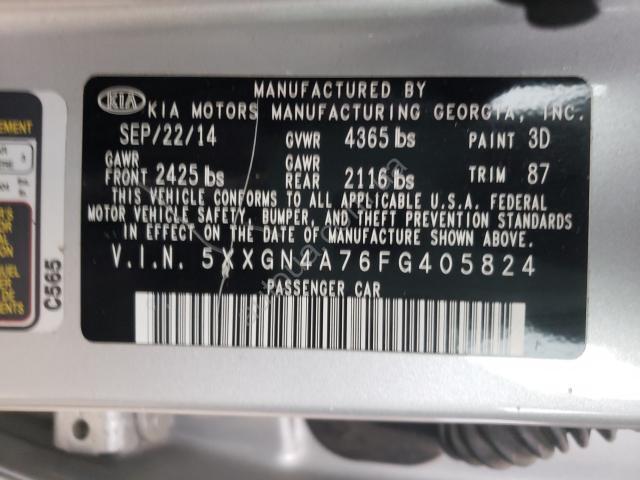 MANUFACTURED BY
KIA KIA MOTORS MANUFACTURING GEORGIA, INC.
SEP/22/14 GVWR 4365 lbs PAINT 3D
GAWR FRONT 2425 lbs GAWR REAR 2116 lbs TRIM 87
THIS VEHICLE CONFORMS TO ALL APPLICABLE U.S.A. FEDERAL
MOTOR VEHICLE SAFETY, BUMPER, AND THEFT PREVENTION STANDARDS
IN EFFECT ON THE DATE OF MANUFACTURE SHOWN ABOVE.
V.I.N. 5XXGN4A76FG405824
PASSENGER CAR
C565